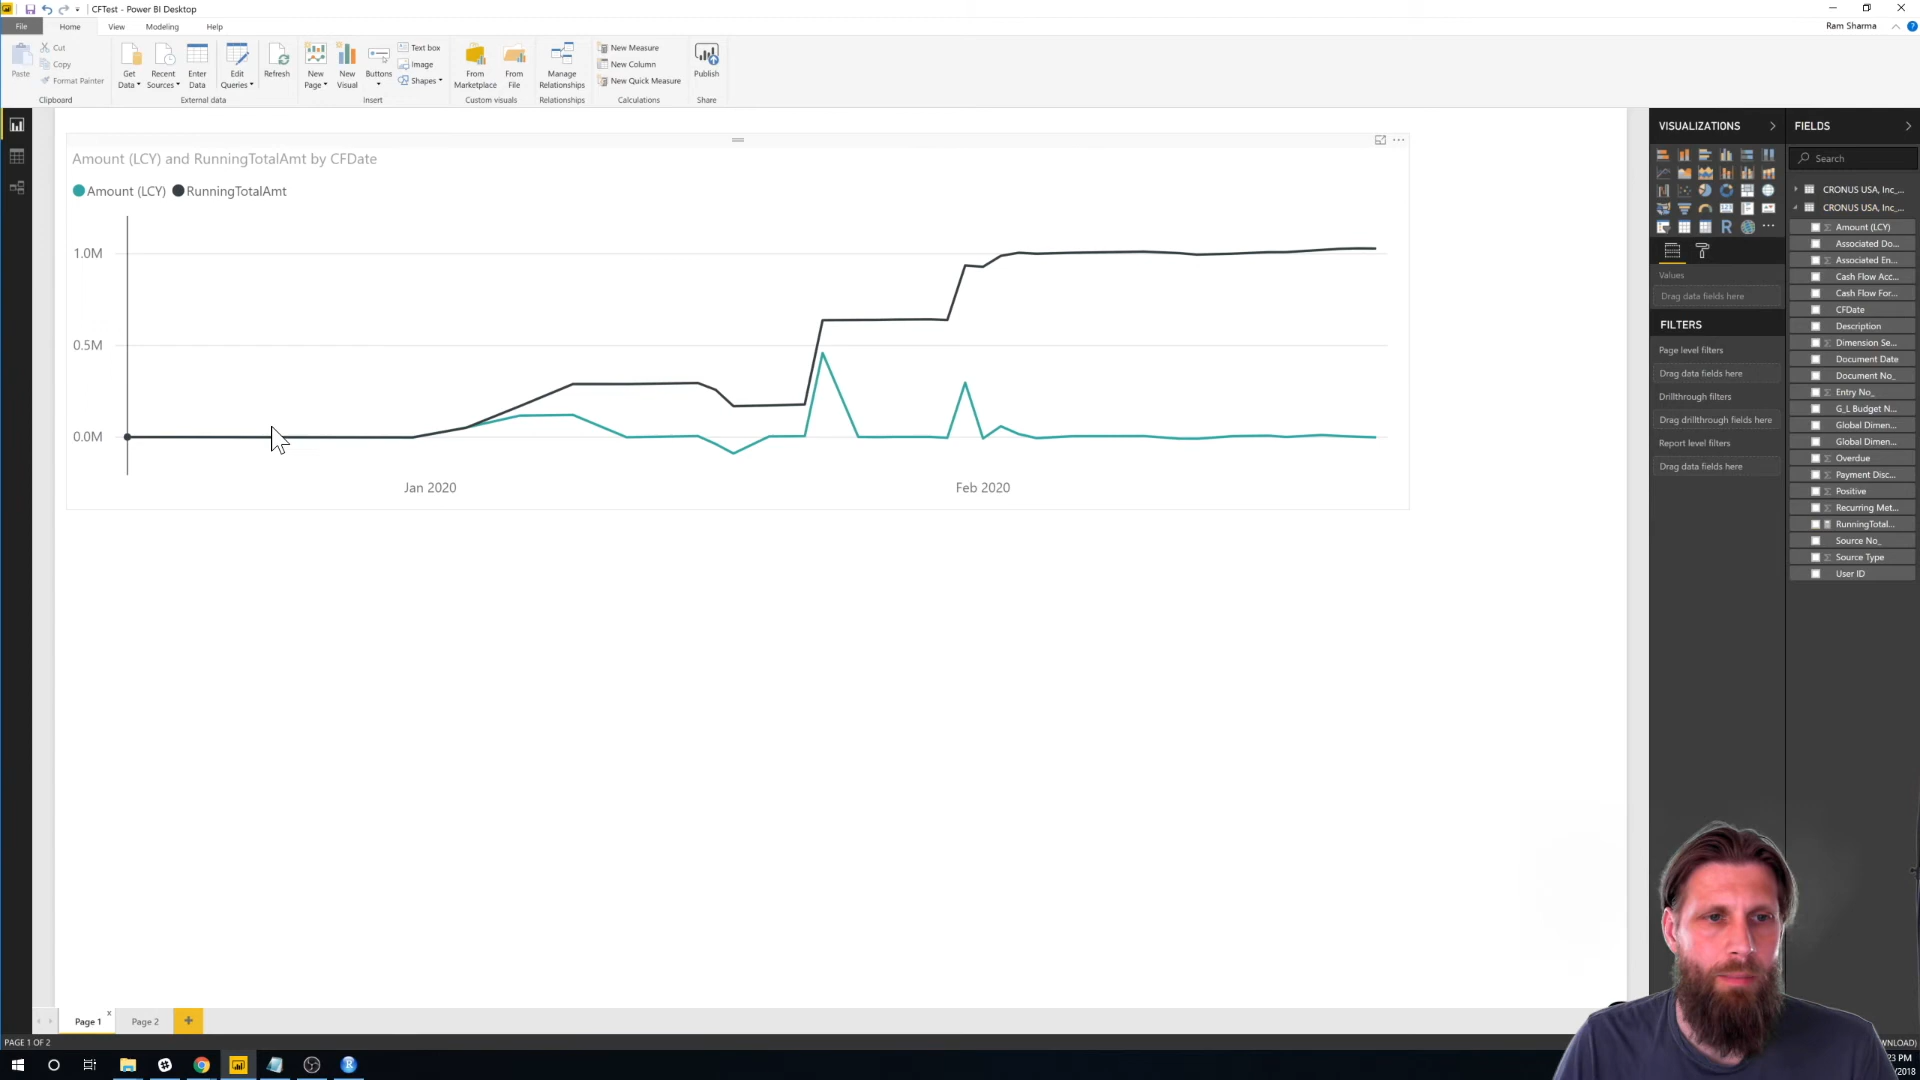 CFTest - Power BI Desktop
File Home View Modeling Help
Ram Sharma
Paste
Cut
Copy
Format Painter
Clipboard
Get Data
Recent Sources
Enter Data
Edit Queries
Refresh
External data
New Page
New Visual
Buttons
Text box
Image
Shapes
Insert
From Marketplace
From File
Custom visuals
Manage Relationships
Relationships
New Measure
New Column
New Quick Measure
Calculations
Publish
Share
Amount (LCY) and RunningTotalAmt by CFDate
Amount (LCY) RunningTotalAmt
1.0M
0.5M
0.0M
Jan 2020
Feb 2020
VISUALIZATIONS
R
Values
Drag data fields here
FILTERS
Page level filters
Drag data fields here
Drillthrough filters
Drag drillthrough fields here
Report level filters
Drag data fields here
FIELDS
Search
CRONUS USA, Inc_...
CRONUS USA, Inc_...
Amount (LCY)
Associated Do...
Associated En...
Cash Flow Acc...
Cash Flow For...
CFDate
Description
Dimension Se...
Document Date
Document No_
Entry No_
G_L Budget N...
Global Dimen...
Global Dimen...
Overdue
Payment Disc...
Positive
Recurring Met...
RunningTotal...
Source No_
Source Type
User ID
Page 1
Page 2
PAGE 1 OF 2